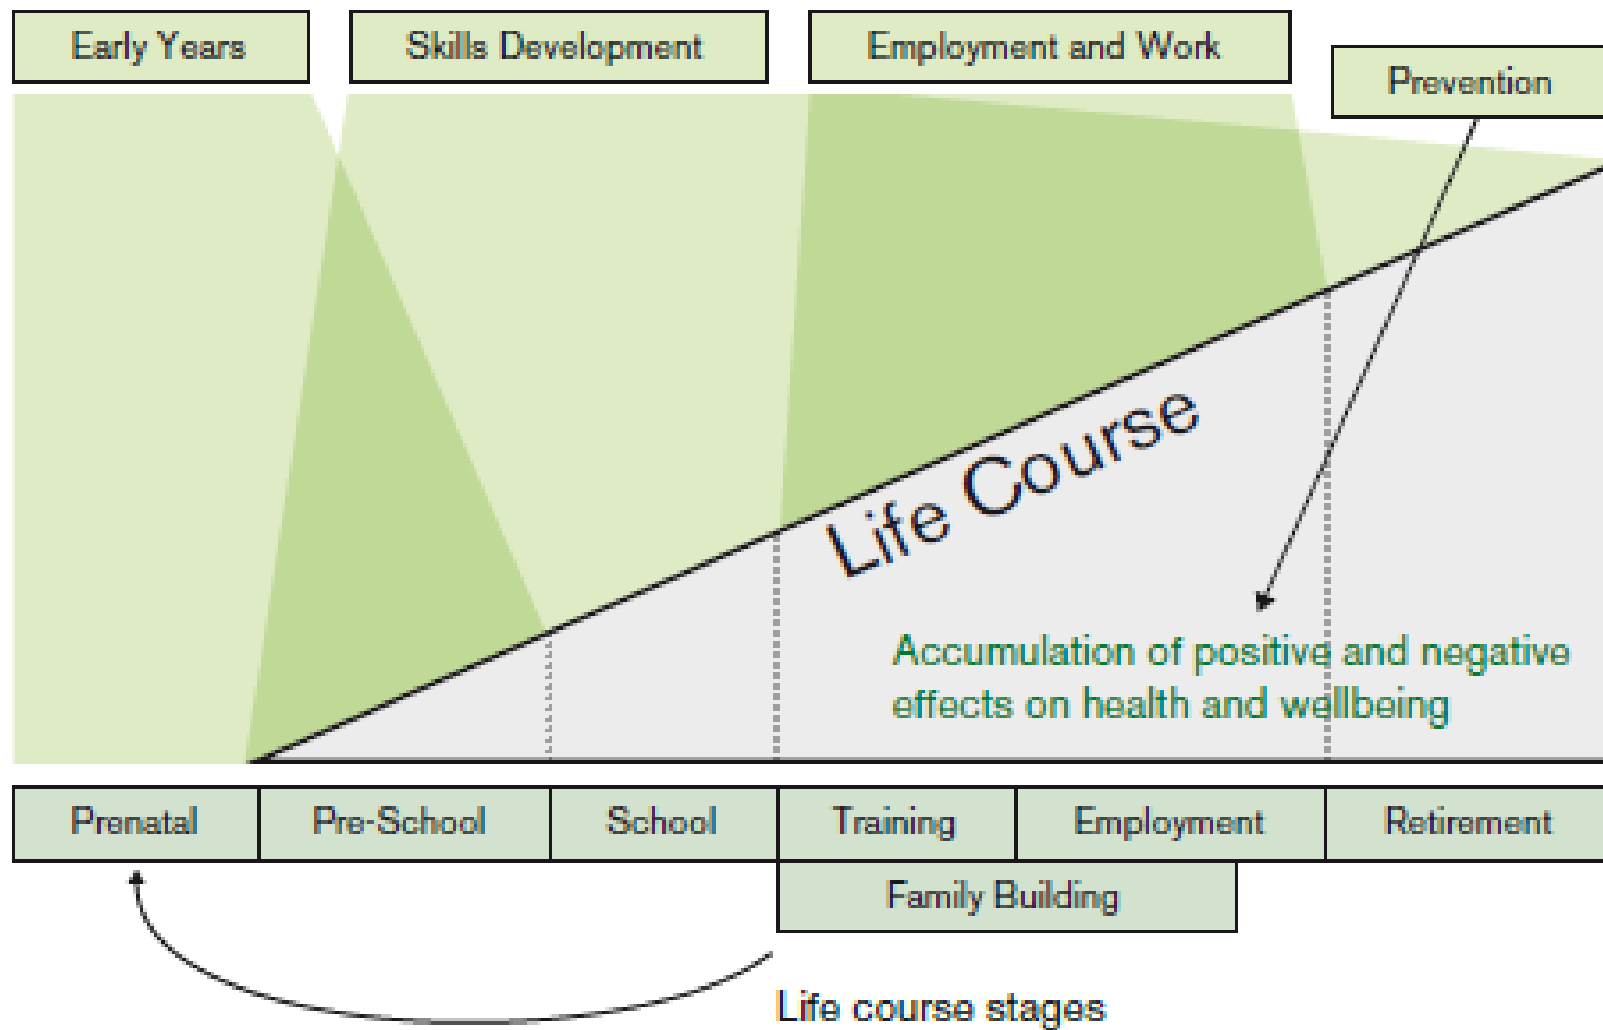 Early Years
Skills Development
Employment and Work
Prevention
Life Course
Accumulation of positive and negative
effects on health and wellbeing
Prenatal
Pre-School
School
Training
Employment
Retirement
Family Building
Life course stages